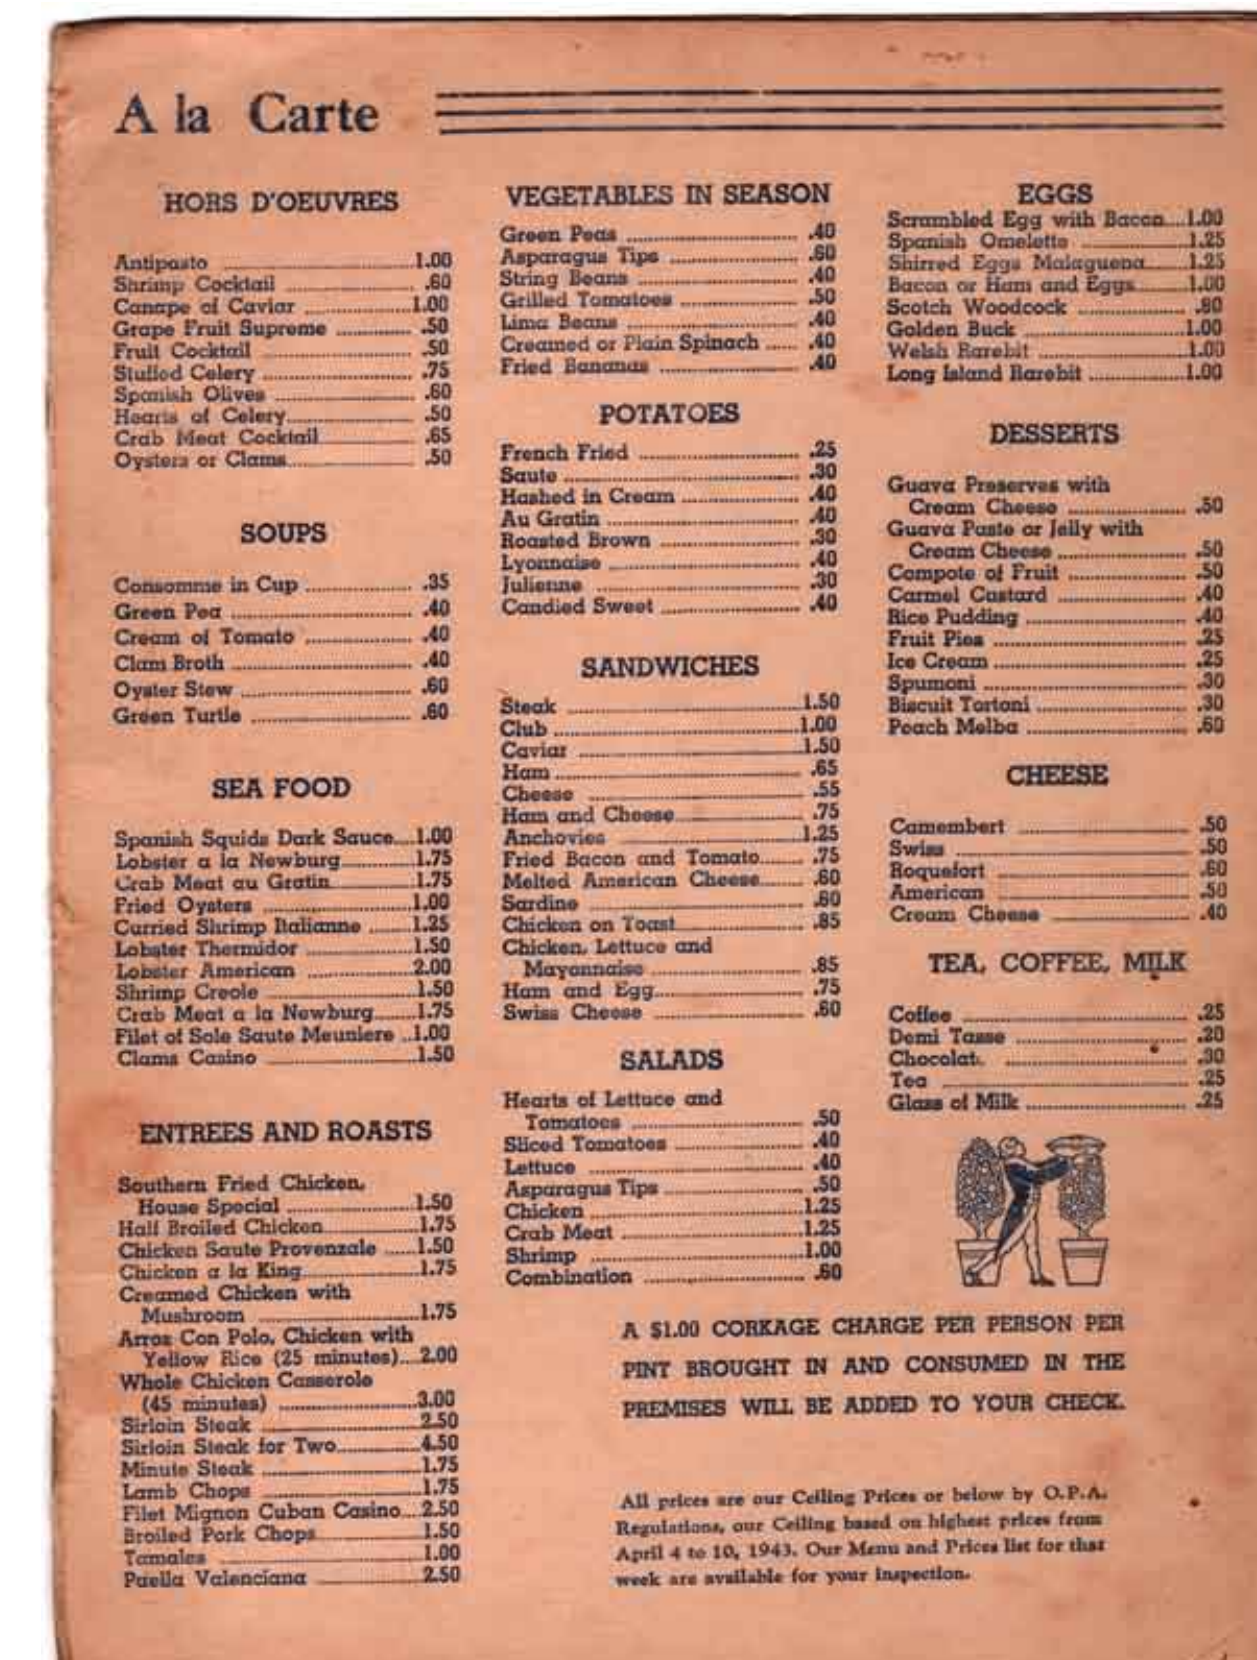 A la Carte
HORS D'OEUVRES
Antipasto 1.00
Shrimp Cocktail .60
Canape of Caviar 1.00
Grape Fruit Supreme .50
Fruit Cocktail .50
Stuffed Celery .75
Spanish Olives .60
Hearts of Celery .50
Crab Meat Cocktail .65
Oysters or Clams .50
SOUPS
Consomme in Cup .35
Green Pea .40
Cream of Tomato .40
Clam Broth .40
Oyster Stew .60
Green Turtle .60
SEA FOOD
Spanish Squids Dark Sauce 1.00
Lobster a la Newburg 1.75
Crab Meat au Gratin 1.75
Fried Oysters 1.00
Curried Shrimp Italianne 1.25
Lobster Thermidor 1.50
Lobster American 2.00
Shrimp Creole 1.50
Crab Meat a la Newburg 1.75
Filet of Sole Saute Meuniere 1.00
Clams Casino 1.50
ENTREES AND ROASTS
Southern Fried Chicken,
House Special 1.50
Half Broiled Chicken 1.75
Chicken Saute Provenzale 1.50
Chicken a la King 1.75
Creamed Chicken with
Mushroom 1.75
Arroz Con Polo, Chicken with
Yellow Rice (25 minutes) 2.00
Whole Chicken Casserole
(45 minutes) 3.00
Sirloin Steak 2.50
Sirloin Steak for Two 4.50
Minute Steak 1.75
Lamb Chops 1.75
Filet Mignon Cuban Casino 2.50
Broiled Pork Chops 1.50
Tamales 1.00
Paella Valenciana 2.50
VEGETABLES IN SEASON
Green Peas .40
Asparagus Tips .60
String Beans .40
Grilled Tomatoes .50
Lima Beans .40
Creamed or Plain Spinach .40
Fried Bananas .40
POTATOES
French Fried .25
Saute .30
Hashed in Cream .40
Au Gratin .40
Roasted Brown .30
Lyonnaise .40
Julienne .30
Candied Sweet .40
SANDWICHES
Steak 1.50
Club 1.00
Caviar 1.50
Ham .65
Cheese .55
Ham and Cheese .75
Anchovies 1.25
Fried Bacon and Tomato .75
Melted American Cheese .60
Sardine .60
Chicken on Toast .85
Chicken, Lettuce and
Mayonnaise .85
Ham and Egg .75
Swiss Cheese .60
SALADS
Hearts of Lettuce and
Tomatoes .50
Sliced Tomatoes .40
Lettuce .40
Asparagus Tips .50
Chicken 1.25
Crab Meat 1.25
Shrimp 1.00
Combination .60
EGGS
Scrambled Egg with Bacon 1.00
Spanish Omelette 1.25
Shirred Eggs Malaguena 1.25
Bacon or Ham and Eggs 1.00
Scotch Woodcock .80
Golden Buck 1.00
Welsh Rarebit 1.00
Long Island Rarebit 1.00
DESSERTS
Guava Preserves with
Cream Cheese .50
Guava Paste or Jelly with
Cream Cheese .50
Compote of Fruit .50
Carmel Custard .40
Rice Pudding .40
Fruit Pies .25
Ice Cream .25
Spumoni .30
Biscuit Tortoni .30
Peach Melba .60
CHEESE
Camembert .50
Swiss .50
Roquefort .60
American .50
Cream Cheese .40
TEA, COFFEE, MILK
Coffee .25
Demi Tasse .20
Chocolat. .30
Tea .25
Glass of Milk .25
A $1.00 CORKAGE CHARGE PER PERSON PER
PINT BROUGHT IN AND CONSUMED IN THE
PREMISES WILL BE ADDED TO YOUR CHECK.
All prices are our Ceiling Prices or below by O.P.A.
Regulations, our Ceiling based on highest prices from
April 4 to 10, 1943. Our Menu and Prices list for that
week are available for your inspection.